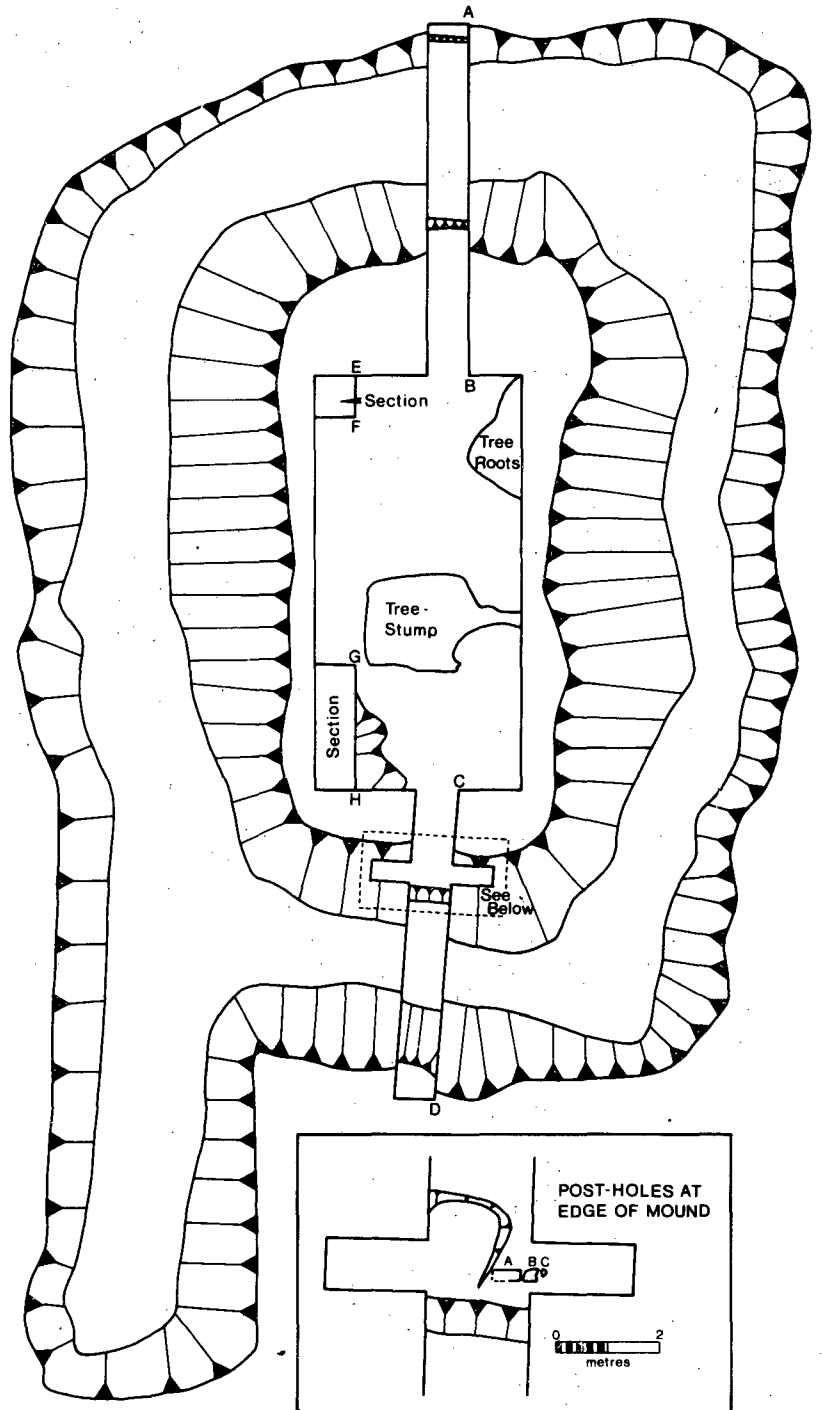 A
E
B
Section
F
Tree
Roots
Tree-
Stump
G
Section
H
C
See
Below
D
POST-HOLES AT
EDGE OF MOUND
A
B
C
0
2
metres